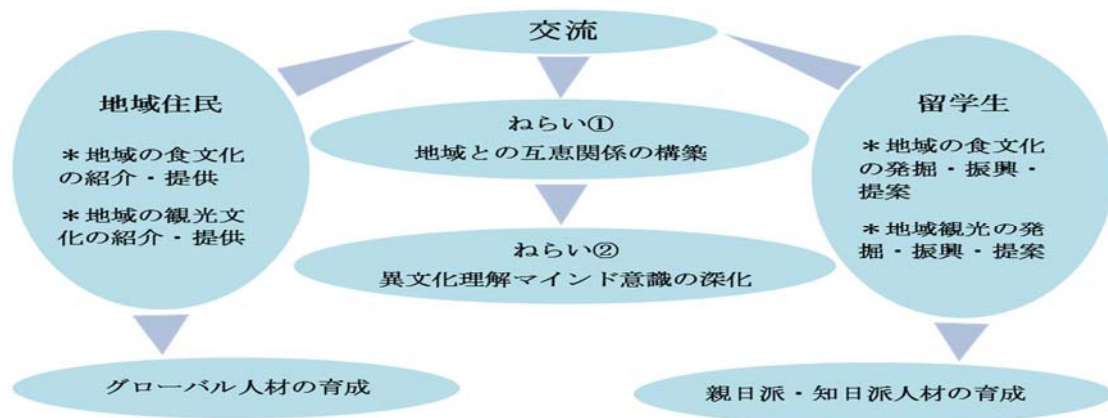 交流
地域住民
＊地域の食文化
の紹介・提供
＊地域の観光文
化の紹介・提供
ねらい①
地域との互恵関係の構築
ねらい②
異文化理解マインド意識の深化
留学生
＊地域の食文化
の発掘・振興・
提案
＊地域観光の発
掘・振興・提案
グローバル人材の育成
親日派・知日派人材の育成